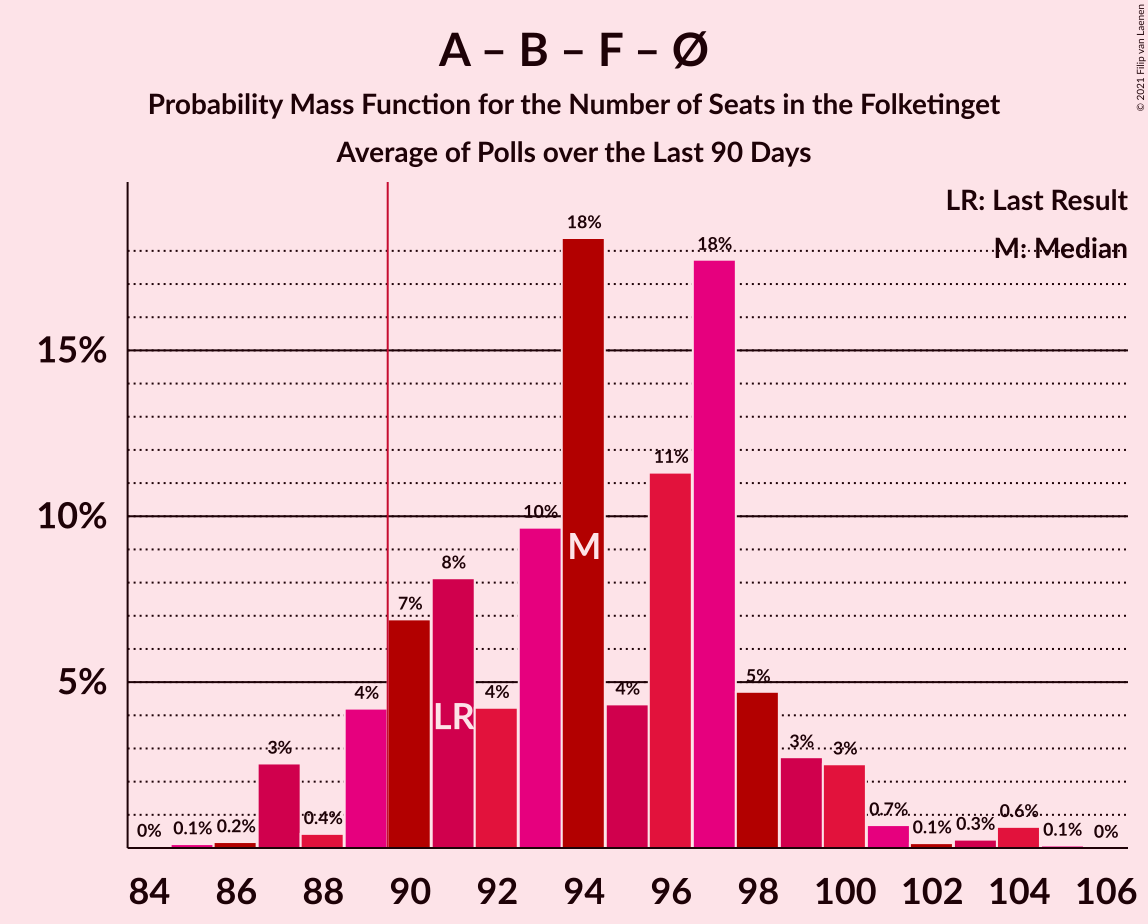 A – B – F – Ø
Probability Mass Function for the Number of Seats in the Folketinget
Average of Polls over the Last 90 Days
© 2021 Filip van Laenen
LR: Last Result
M: Median
15%
10%
5%
0% 0.1% 0.2% 3% 0.4% 4% 7% 8% 4% 10% 18% 4% 11% 18% 5% 3% 3% 0.7% 0.1% 0.3% 0.6% 0.1% 0%
M
LR
84 86 88 90 92 94 96 98 100 102 104 106